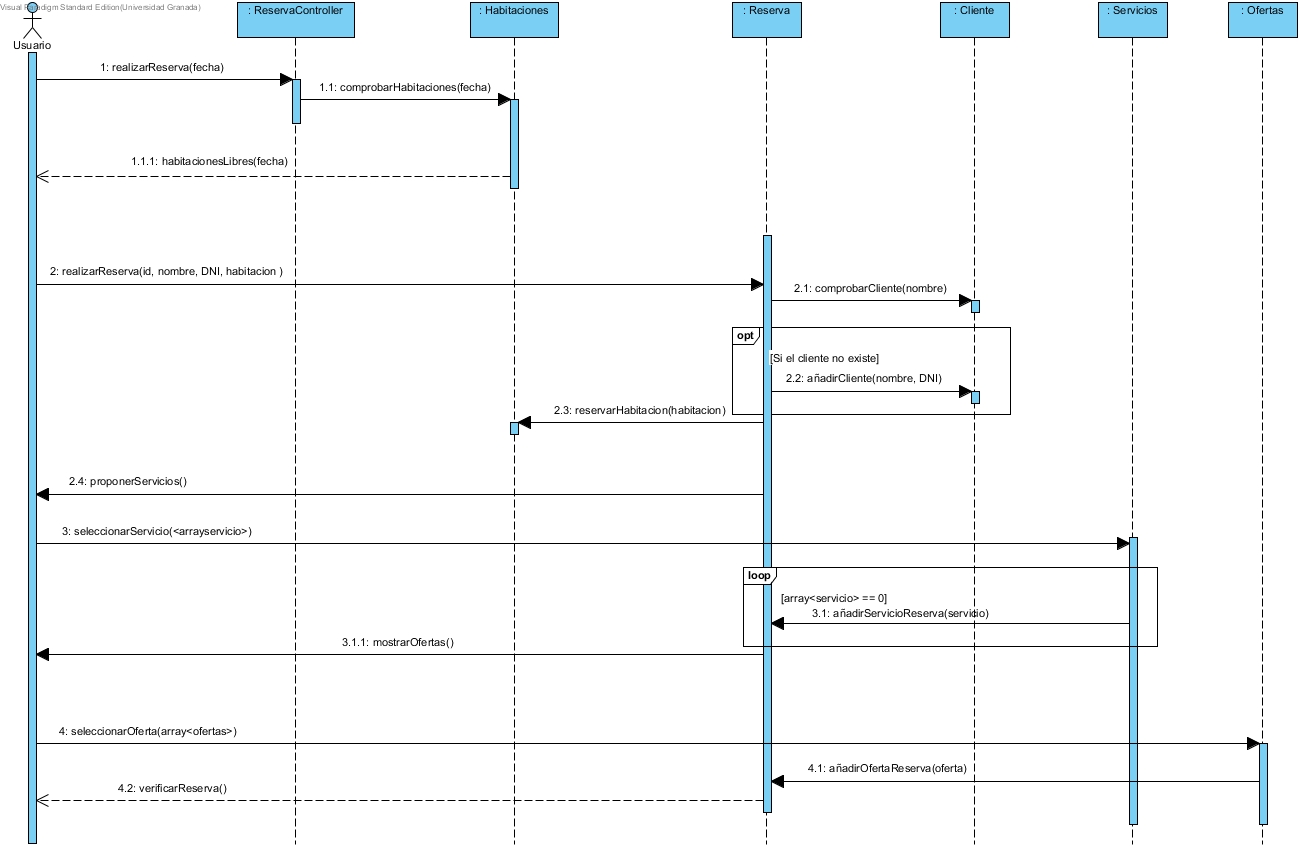 Visual Paradigm Standard Edition(Universidad Granada)
: ReservaController
: Habitaciones
: Reserva
: Cliente
: Servicios
: Ofertas
Usuario
1: realizarReserva(fecha)
1.1: comprobarHabitaciones(fecha)
1.1.1: habitacionesLibres(fecha)
2: realizarReserva(id, nombre, DNI, habitacion )
2.1: comprobarCliente(nombre)
opt
[Si el cliente no existe]
2.2: añadirCliente(nombre, DNI)
2.3: reservarHabitacion(habitacion)
2.4: proponerServicios()
3: seleccionarServicio(<arrayservicio>)
loop
[array<servicio> == 0]
3.1: añadirServicioReserva(servidio)
3.1.1: mostrarOfertas()
4: seleccionarOferta(array<ofertas>)
4.1: añadirOfertaReserva(oferta)
4.2: verificarReserva()